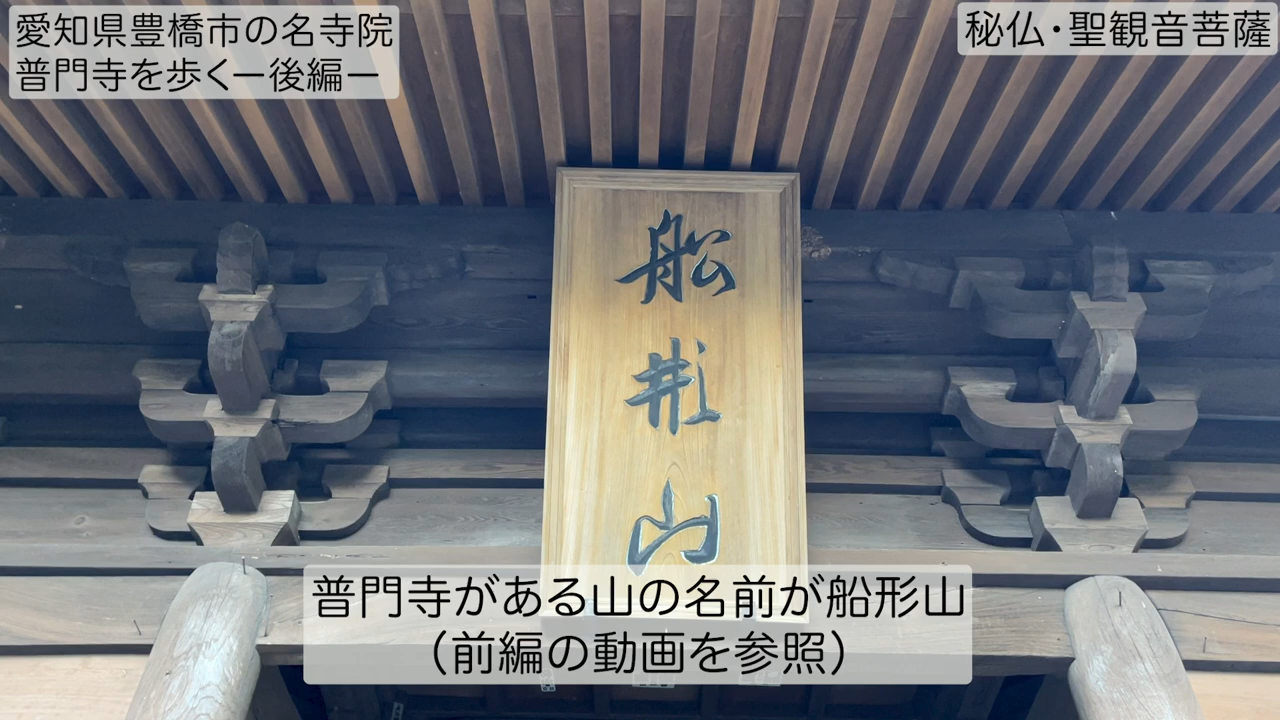 愛知県豊橋市の名寺院
普門寺を歩くー後編ー
秘仏・聖観音菩薩
船形山
普門寺がある山の名前が船形山
（前編の動画を参照）